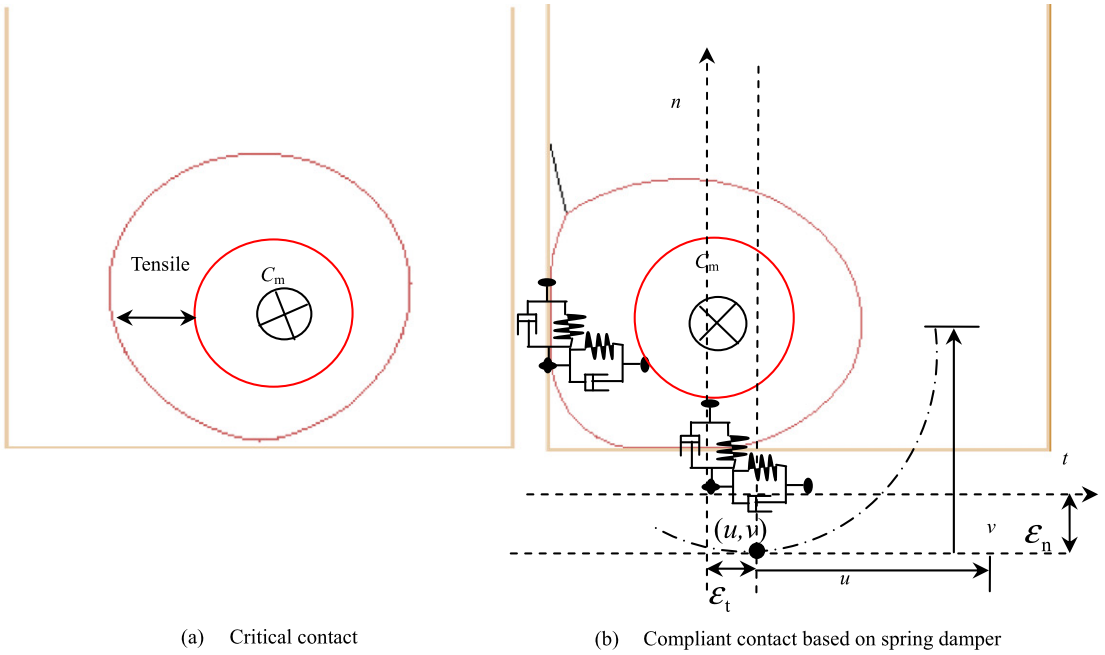 Tensile
Cm
n
Cm
t
(u,v)
v
εn
u
εt
(a) Critical contact
(b) Compliant contact based on spring damper